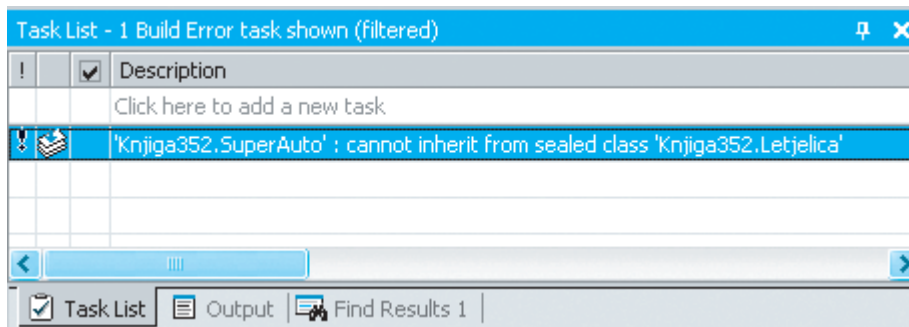 Task List - 1 Build Error task shown (filtered)
! Description
Click here to add a new task
'Knjiga352.SuperAuto' : cannot inherit from sealed class 'Knjiga352.Letjelica'
Task List Output Find Results 1